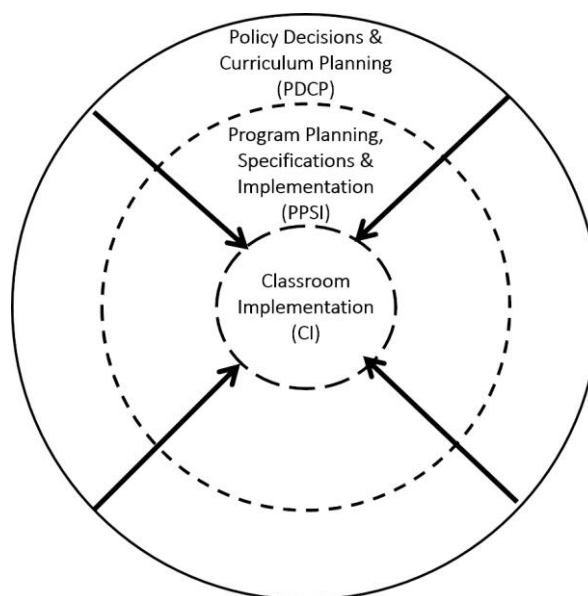 Policy Decisions &
Curriculum Planning
(PDCP)
Program Planning,
Specifications &
Implementation
(PPSI)
Classroom
Implementation
(CI)